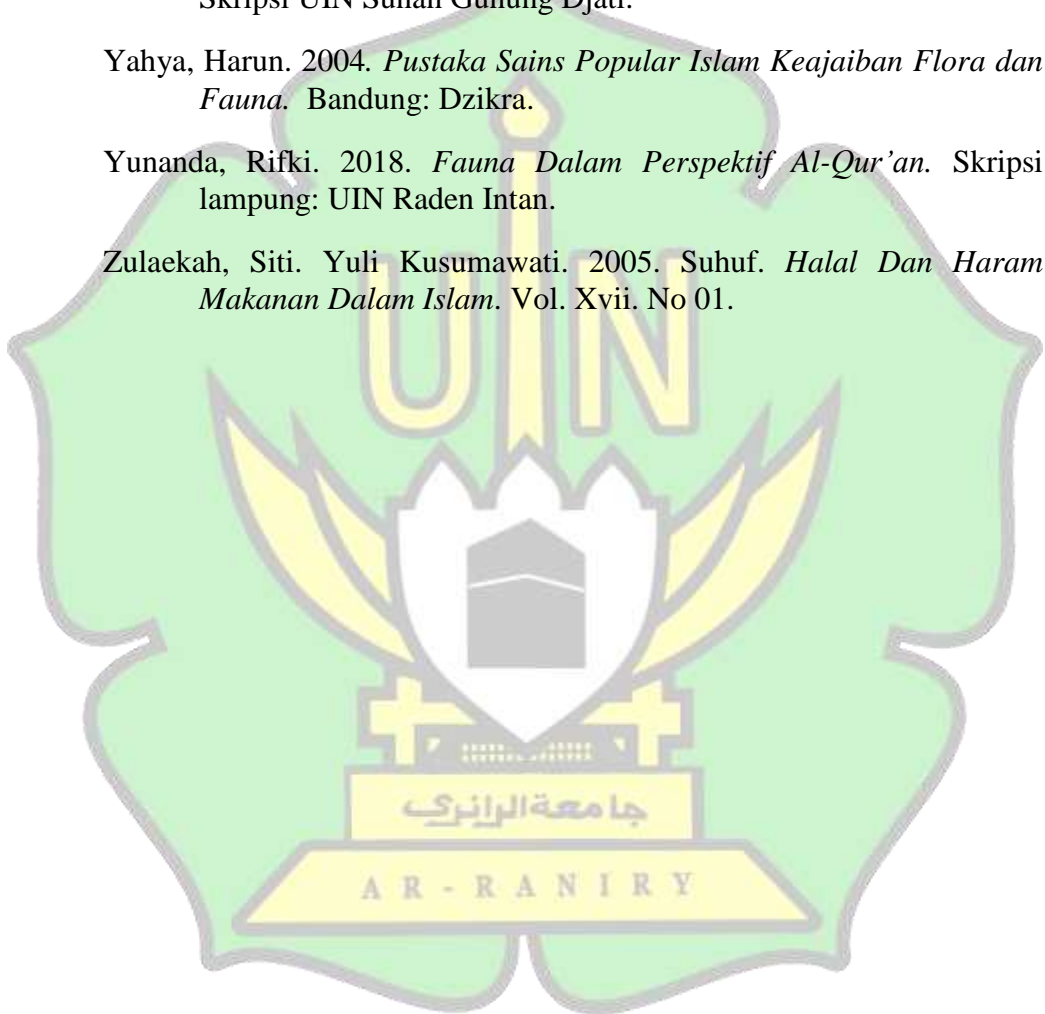 Skripsi UIN Sunan Gunung Djati.
Yahya, Harun. 2004. Pustaka Sains Popular Islam Keajaiban Flora dan
Fauna. Bandung: Dzikra.
Yunanda, Rifki. 2018. Fauna Dalam Perspektif Al-Qur’an. Skripsi
lampung: UIN Raden Intan.
Zulaekah, Siti. Yuli Kusumawati. 2005. Suhuf. Halal Dan Haram
Makanan Dalam Islam. Vol. Xvii. No 01.
UIN
جامعةالرانري
AR-RANIRY